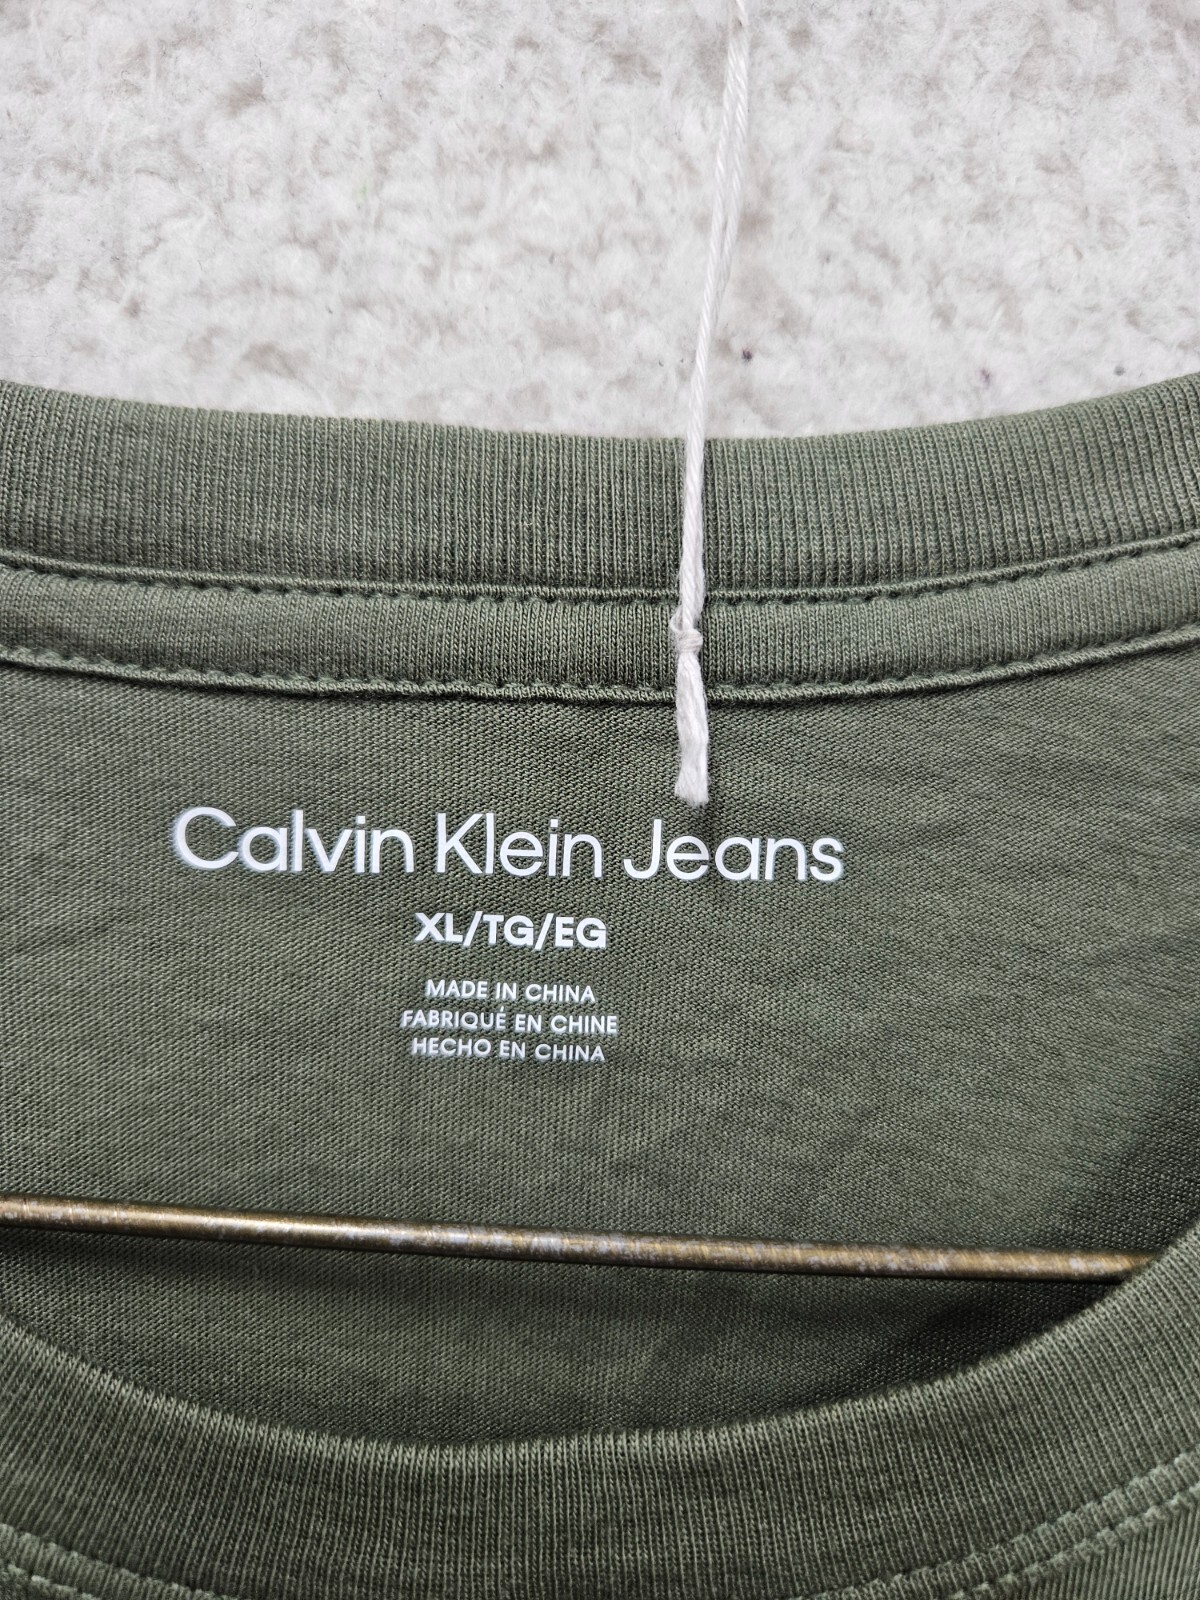 Calvin Klein Jeans
XL/TG/EG
MADE IN CHINA
FABRIQUÉ EN CHINE
HECHO EN CHINA